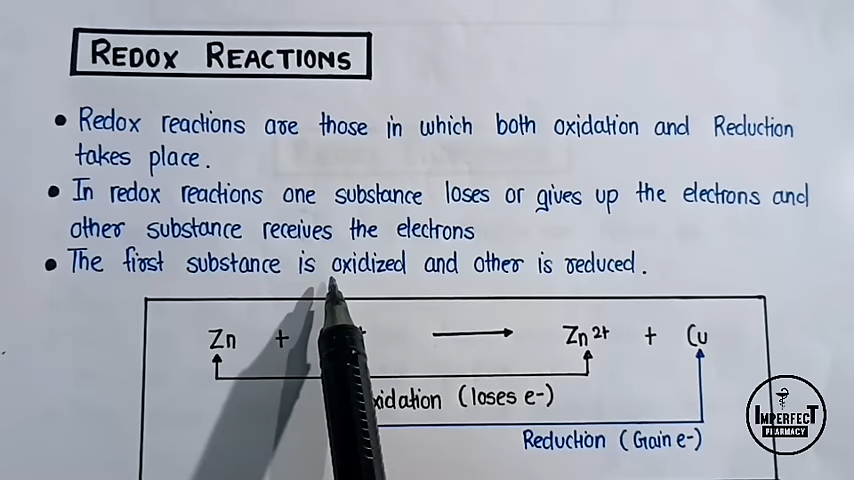 REDOX REACTIONS
• Redox reactions are those in which both oxidation and Reduction
takes place.
• In redox reactions one substance loses or gives up the electrons and
other substance receives the electrons
• The first substance is oxidized and other is reduced.
Zn + + → Zn2+ + Cu
xidation (loses e-)
Reduction (Grain e-)
IMPERFECT
PHARMACY